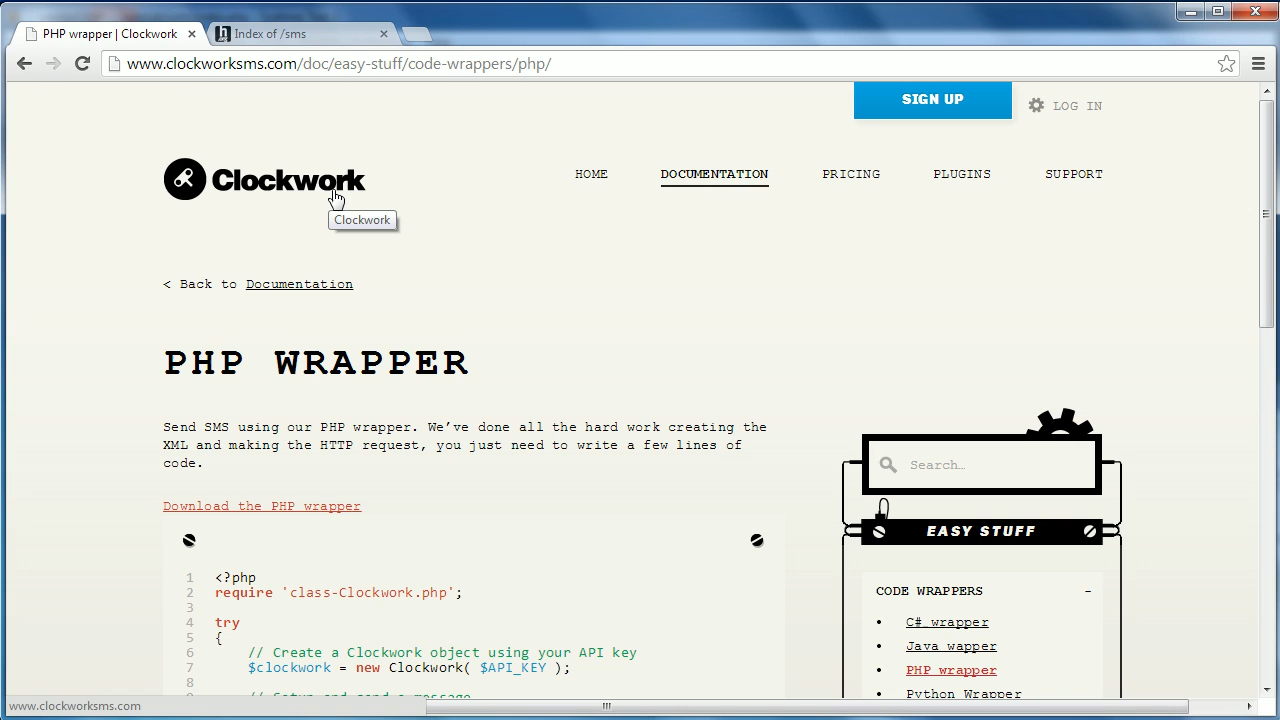 PHP wrapper | Clockwork
Index of /sms
www.clockworksms.com/doc/easy-stuff/code-wrappers/php/
SIGN UP
LOG IN
Clockwork
HOME
DOCUMENTATION
PRICING
PLUGINS
SUPPORT
Clockwork
< Back to Documentation
PHP WRAPPER
Send SMS using our PHP wrapper. We've done all the hard work creating the
XML and making the HTTP request, you just need to write a few lines of
code.
Search…
Download the PHP wrapper
EASY STUFF
1 <?php
2 require 'class-Clockwork.php';
3
4 try
5 {
6 // Create a Clockwork object using your API key
7 $clockwork = new Clockwork( $API_KEY );
8
CODE WRAPPERS -
• C# wrapper
• Java wapper
• PHP wrapper
• Python Wrapper
www.clockworksms.com